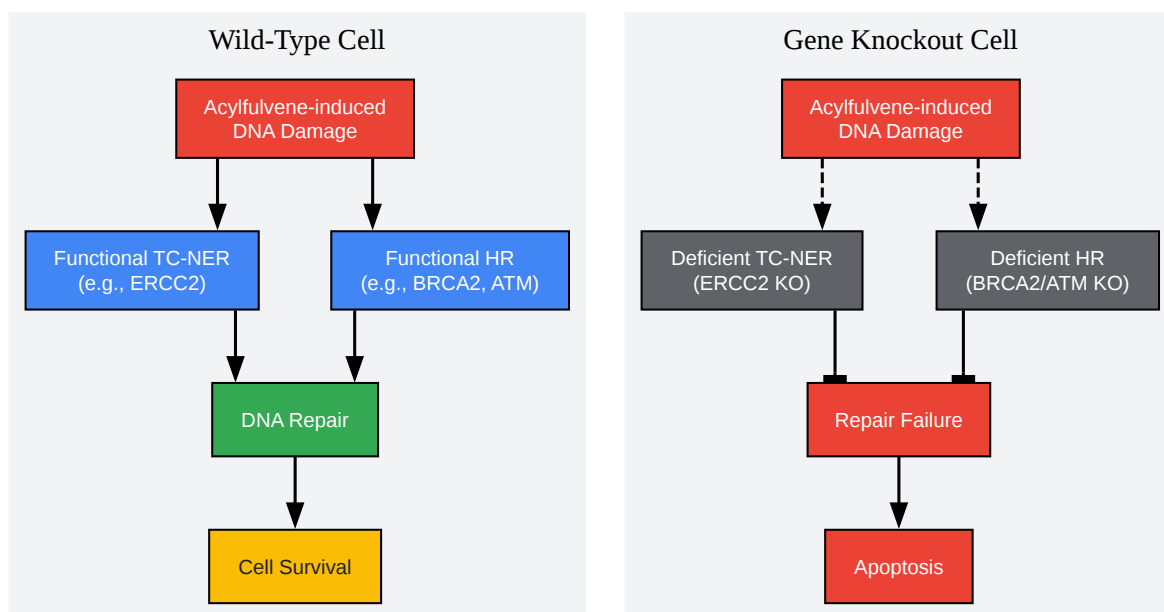 Wild-Type Cell
Acylfulvene-induced
DNA Damage
Functional TC-NER
(e.g., ERCC2)
Functional HR
(e.g., BRCA2, ATM)
DNA Repair
Cell Survival
Gene Knockout Cell
Acylfulvene-induced
DNA Damage
Deficient TC-NER
(ERCC2 KO)
Deficient HR
(BRCA2/ATM KO)
Repair Failure
Apoptosis